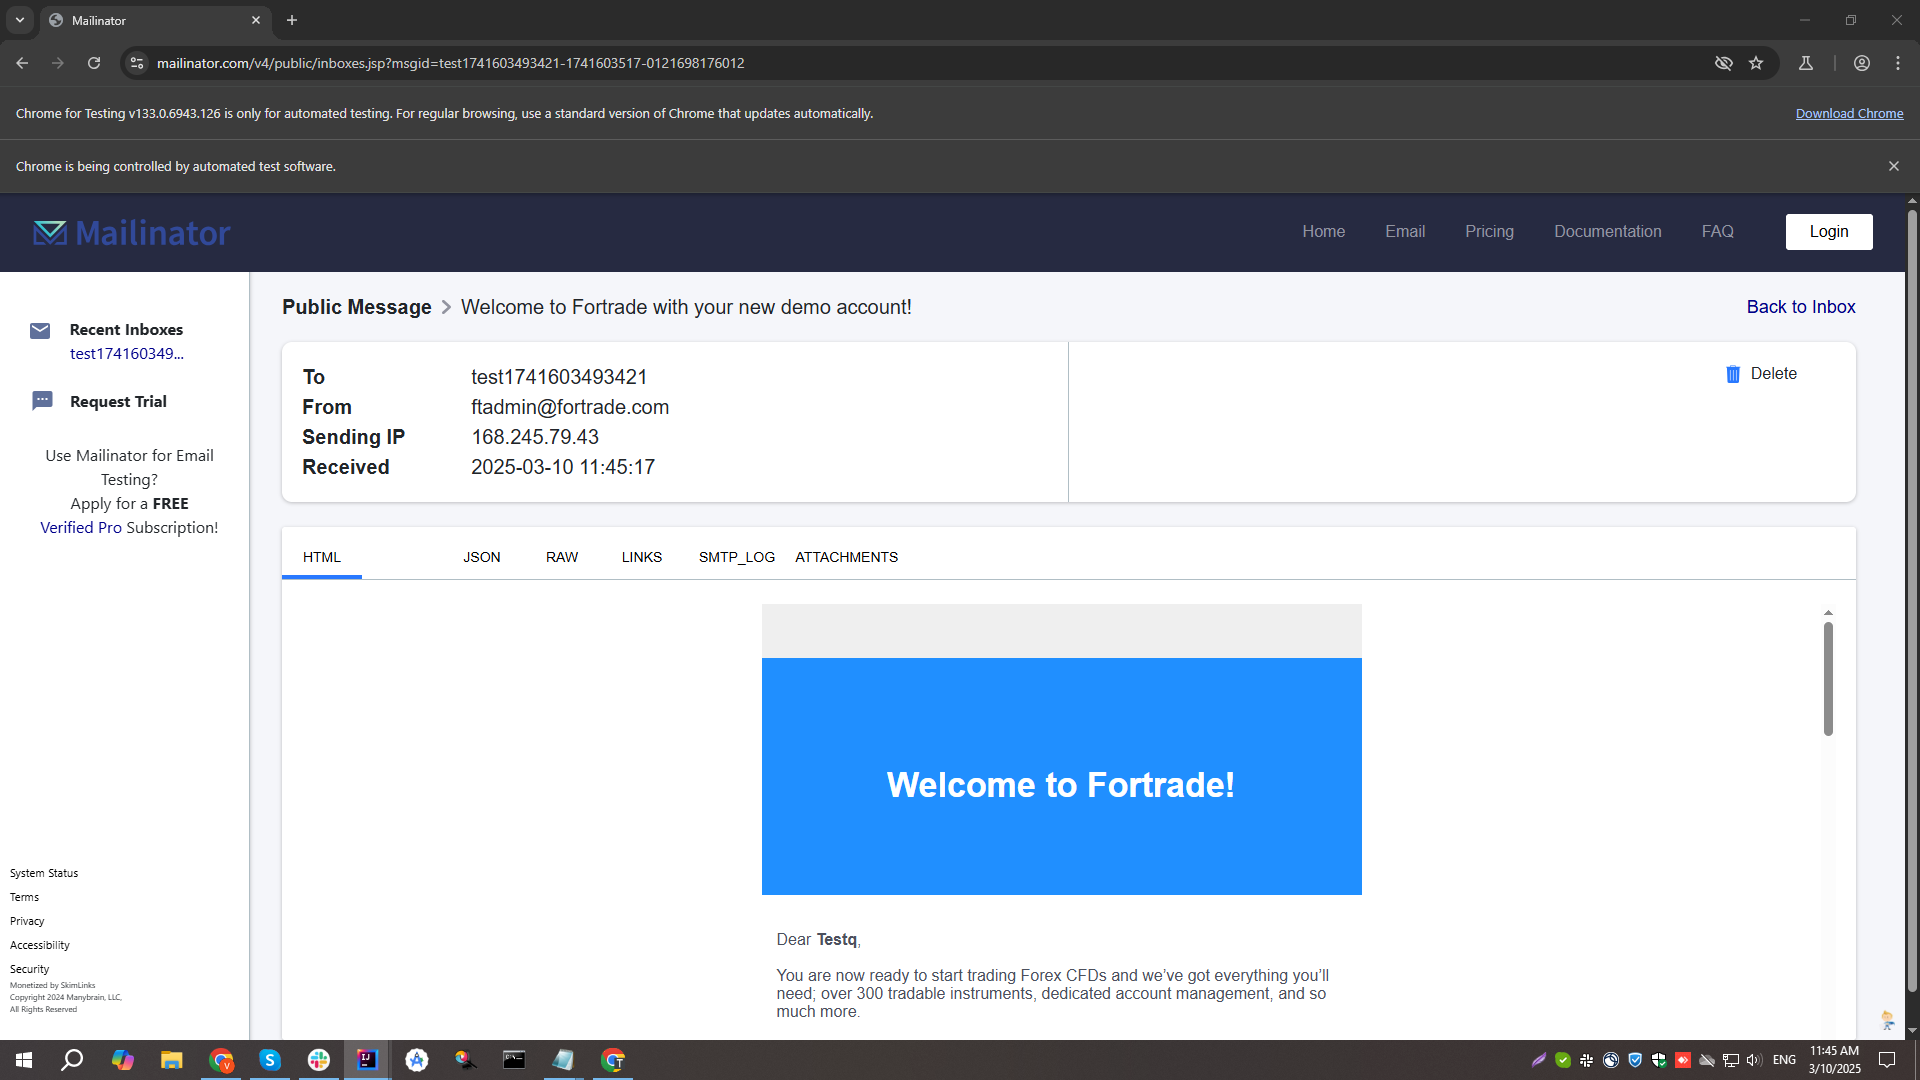 Mailinator
mailinator.com/v4/public/inboxes.jsp?msgid=test1741603493421-1741603517-0121698176012
Chrome for Testing v133.0.6943.126 is only for automated testing. For regular browsing, use a standard version of Chrome that updates automatically.
Download Chrome
Chrome is being controlled by automated test software.
Mailinator
Home
Email
Pricing
Documentation
FAQ
Login
Recent Inboxes
test174160349...
Request Trial
Use Mailinator for Email
Testing?
Apply for a FREE
Verified Pro Subscription!
System Status
Terms
Privacy
Accessibility
Security
Monetized by SkimLinks
Copyright 2024 Manybrain, LLC,
All Rights Reserved
Public Message
Welcome to Fortrade with your new demo account!
Back to Inbox
To test1741603493421
From ftadmin@fortrade.com
Sending IP 168.245.79.43
Received 2025-03-10 11:45:17
Delete
HTML
JSON
RAW
LINKS
SMTP_LOG
ATTACHMENTS
Welcome to Fortrade!
Dear Testq,
You are now ready to start trading Forex CFDs and we’ve got everything you’ll
need; over 300 tradable instruments, dedicated account management, and so
much more.
ENG
11:45 AM
3/10/2025